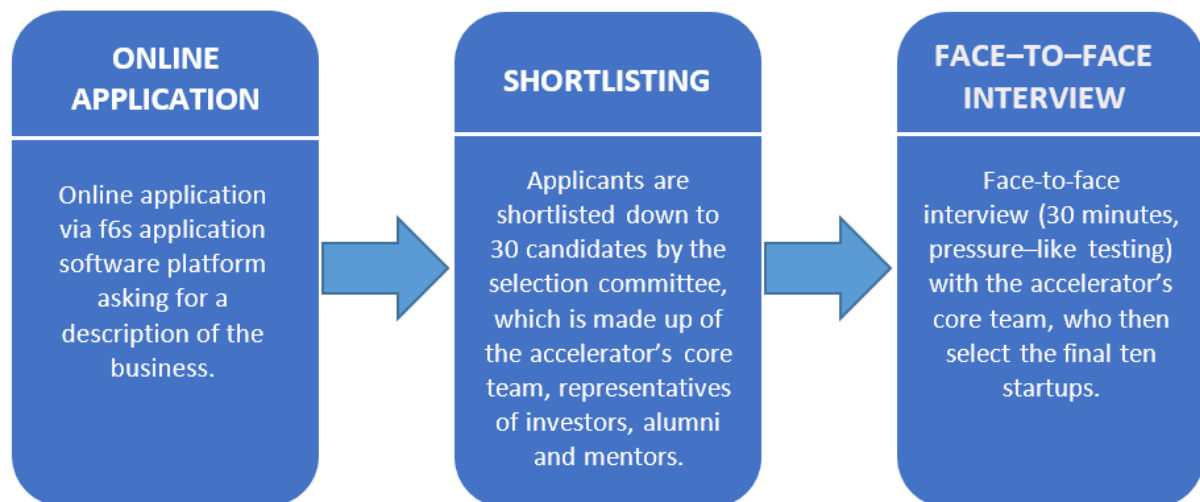 ONLINE
APPLICATION
Online application
via f6s application
software platform
asking for a
description of the
business.
SHORTLISTING
Applicants are
shortlisted down to
30 candidates by the
selection committee,
which is made up of
the accelerator’s core
team, representatives
of investors, alumni
and mentors.
FACE–TO–FACE
INTERVIEW
Face-to-face
interview (30 minutes,
pressure–like testing)
with the accelerator’s
core team, who then
select the final ten
startups.